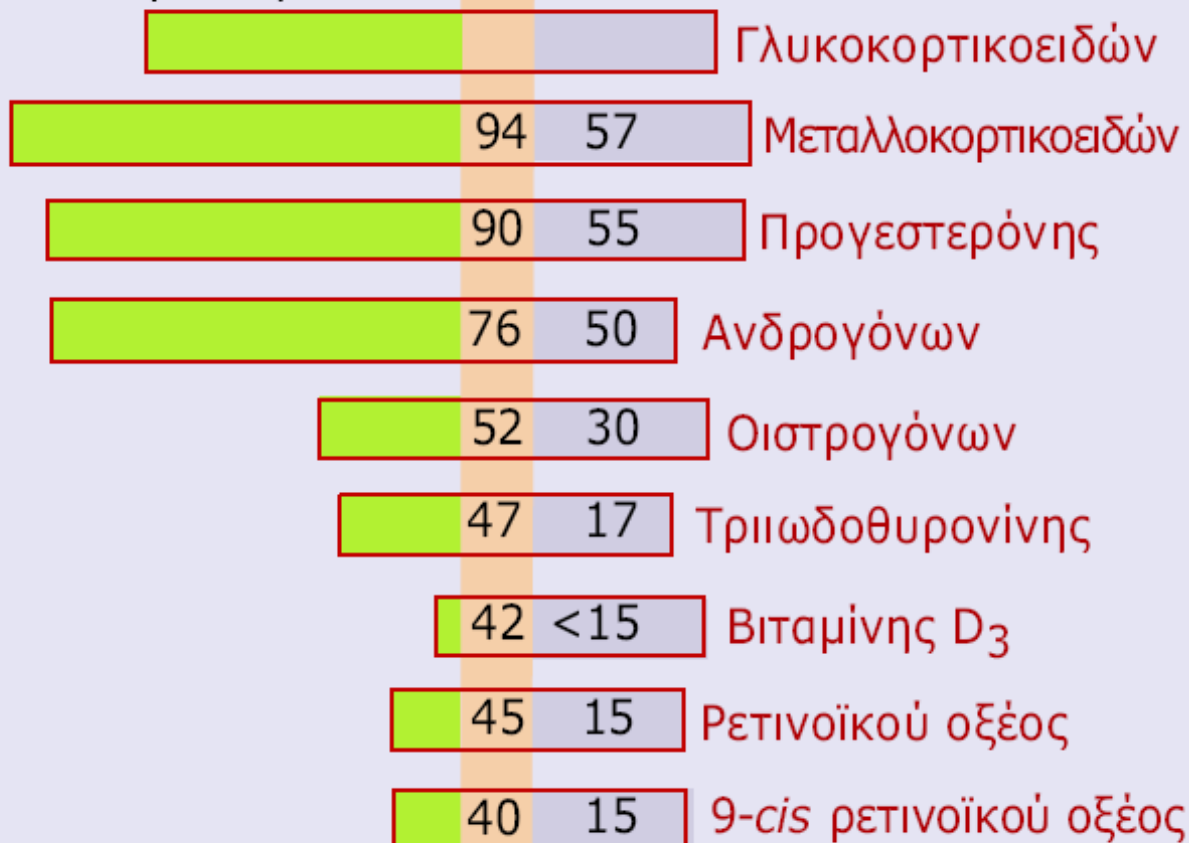 Γλυκοκορτικοειδών
94 57 Μεταλλοκορτικοειδών
90 55 Προγεστερόνης
76 50 Ανδρογόνων
52 30 Οιστρογόνων
47 17 Τριιωδοθυρονίνης
42 <15 Βιταμίνης D3
45 15 Ρετινοϊκού οξέος
40 15 9-cis ρετινοϊκού οξέος